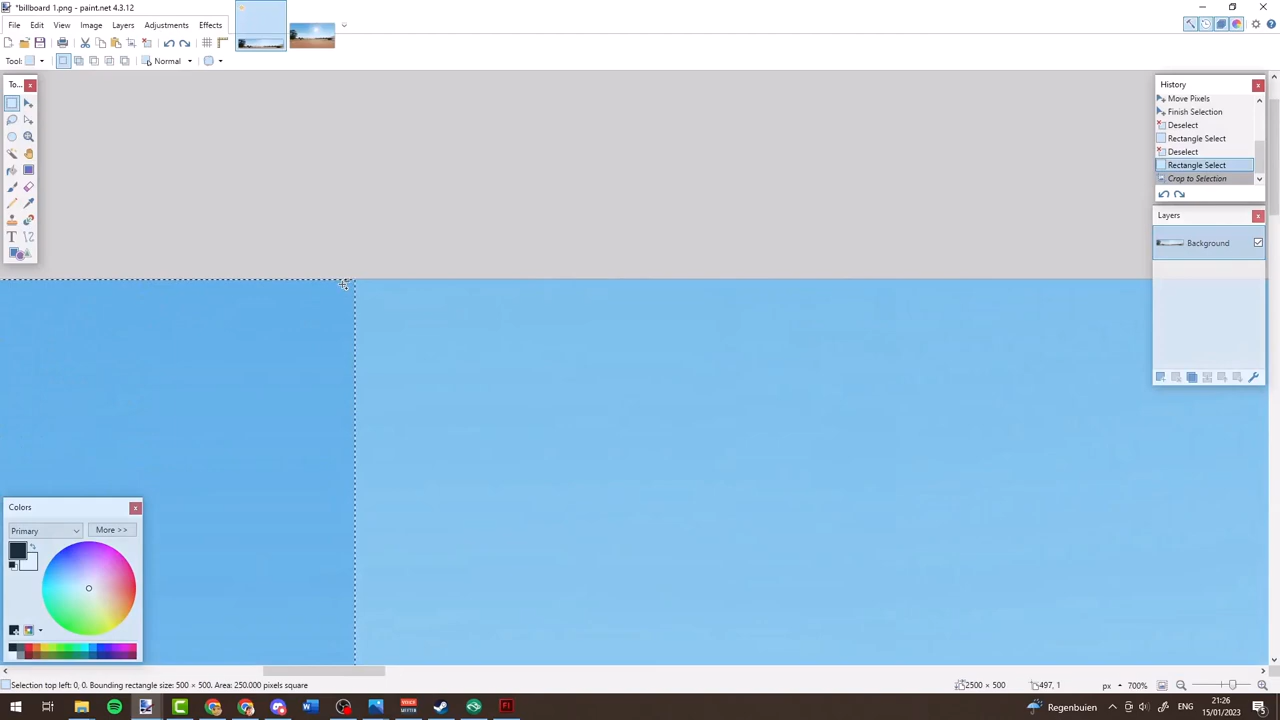 *billboard 1.png - paint.net 4.3.12
File Edit View Image Layers Adjustments Effects
Tool: Normal
To...
History
Move Pixels
Finish Selection
Deselect
Rectangle Select
Deselect
Rectangle Select
Crop to Selection
Layers
Background
Colors
Primary
More >>
Selection top left: 0, 0. Bounding rectangle size: 500 × 500, Area: 250.000 pixels square
2500 × 500
497, 1
px
700%
Regenbuien
ENG
21:26
15/01/2023